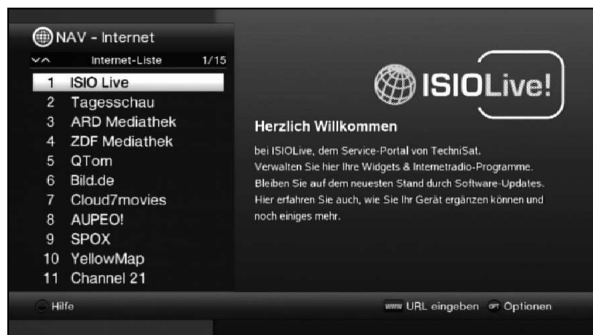 NAV - Internet
Internet-Liste 1/15
1 ISIO Live
2 Tagesschau
3 ARD Mediathek
4 ZDF Mediathek
5 QTom
6 Bild.de
7 Cloud7movies
8 AUPEO!
9 SPOX
10 YellowMap
11 Channel 21
ISIOLive!
Herzlich Willkommen
bei ISIOLive, dem Service-Portal von TechniSat.
Verwalten Sie hier Ihre Widgets & Internetradio-Programme.
Bleiben Sie auf dem neuesten Stand durch Software-Updates.
Hier erfahren Sie auch, wie Sie Ihr Gerät ergänzen können und
noch einiges mehr.
Hilfe
www URL eingeben OPT Optionen